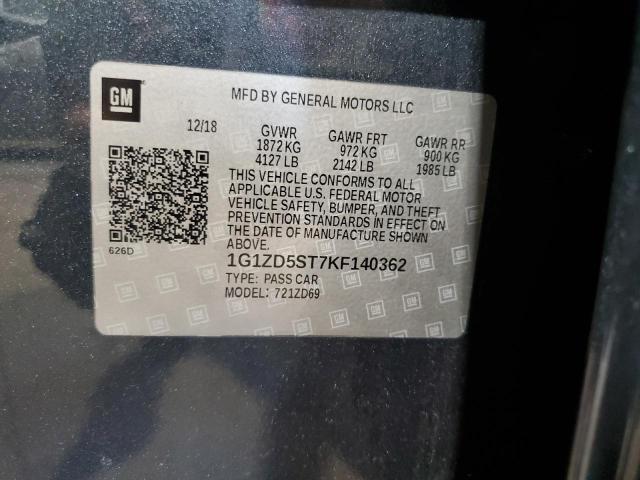 GM
MFD BY GENERAL MOTORS LLC
12/18 GVWR GAWR FRT GAWR RR
1872 KG 972 KG 900 KG
4127 LB 2142 LB 1985 LB
THIS VEHICLE CONFORMS TO ALL
APPLICABLE U.S. FEDERAL MOTOR
VEHICLE SAFETY, BUMPER, AND THEFT
PREVENTION STANDARDS IN EFFECT ON
THE DATE OF MANUFACTURE SHOWN
ABOVE.
626D
1G1ZD5ST7KF140362
TYPE: PASS CAR
MODEL: 721ZD69